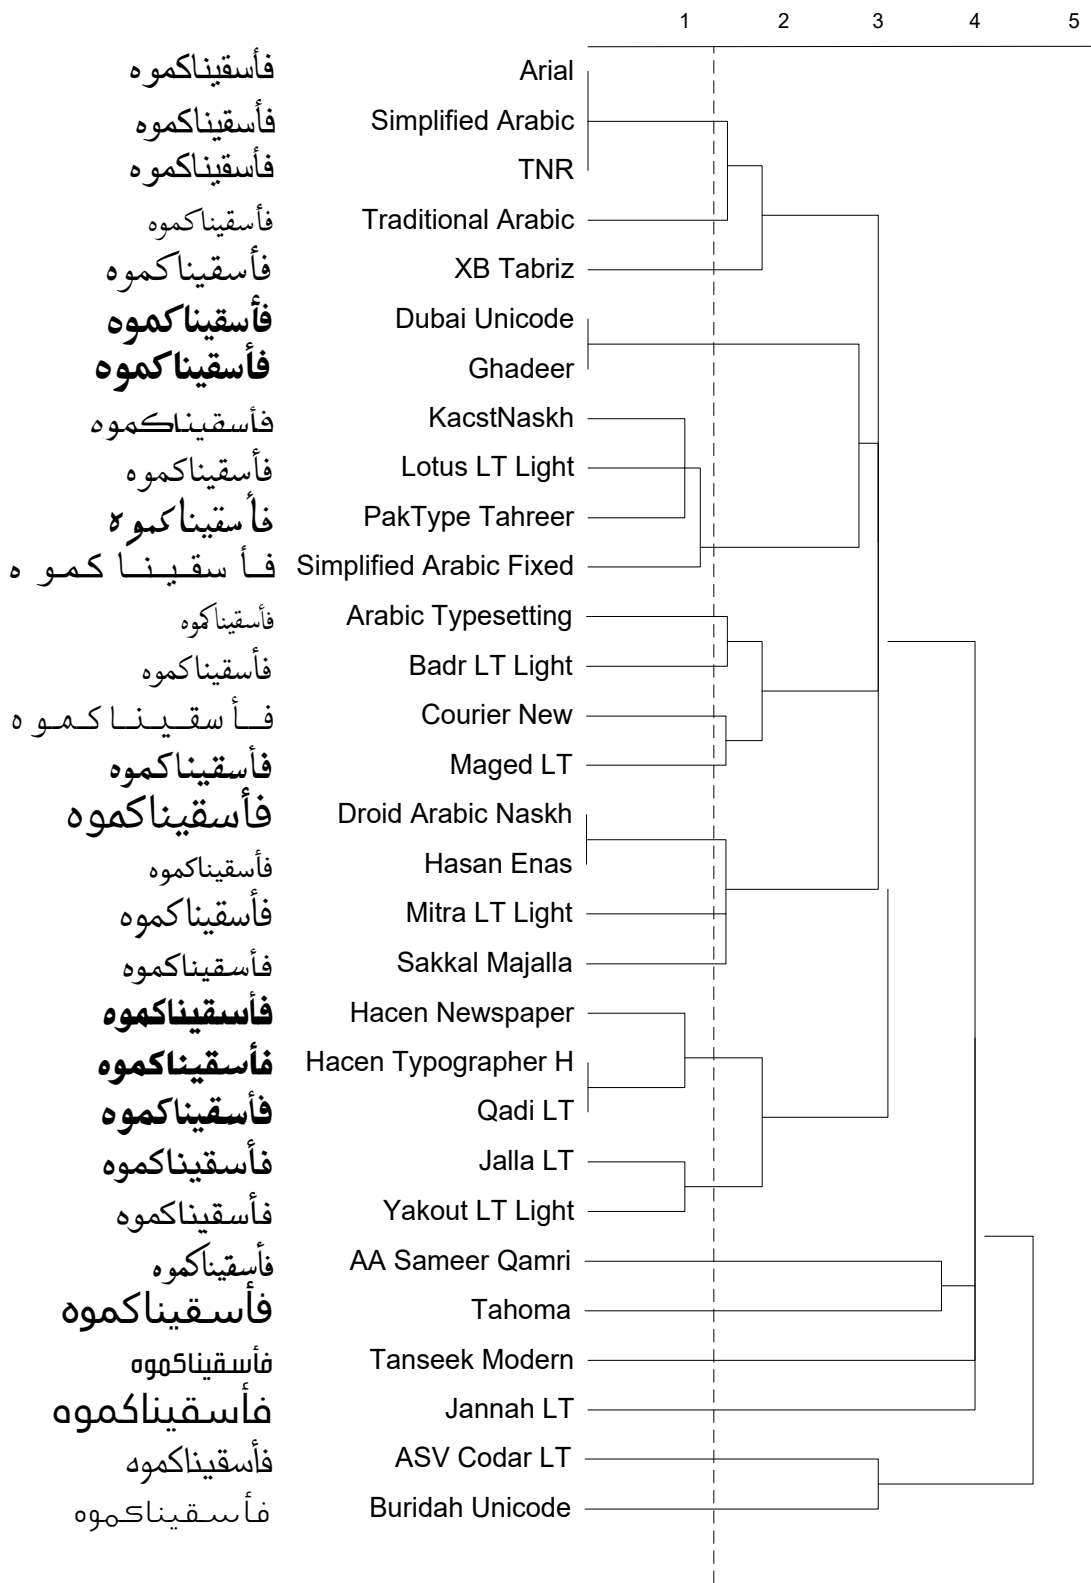 1 2 3 4 5
فأسقيناكموه Arial
فأسقيناكموه Simplified Arabic
فأسقيناكموه TNR
فأسقيناكموه Traditional Arabic
فأسقيناكموه XB Tabriz
فأسقيناكموه Dubai Unicode
فأسقيناكموه Ghadeer
فأسقيناكموه KacstNaskh
فأسقيناكموه Lotus LT Light
فأسقيناكموه PakType Tahreer
فأسقيناكموه Simplified Arabic Fixed
فأسقيناكموه Arabic Typesetting
فأسقيناكموه Badr LT Light
فأسقيناكموه Courier New
فأسقيناكموه Maged LT
فأسقيناكموه Droid Arabic Naskh
فأسقيناكموه Hasan Enas
فأسقيناكموه Mitra LT Light
فأسقيناكموه Sakkal Majalla
فأسقيناكموه Hacen Newspaper
فأسقيناكموه Hacen Typographer H
فأسقيناكموه Qadi LT
فأسقيناكموه Jalla LT
فأسقيناكموه Yakout LT Light
فأسقيناكموه AA Sameer Qamri
فأسقيناكموه Tahoma
فأسقيناكموه Tanseek Modern
فأسقيناكموه Jannah LT
فأسقيناكموه ASV Codar LT
فأسقيناكموه Buridah Unicode